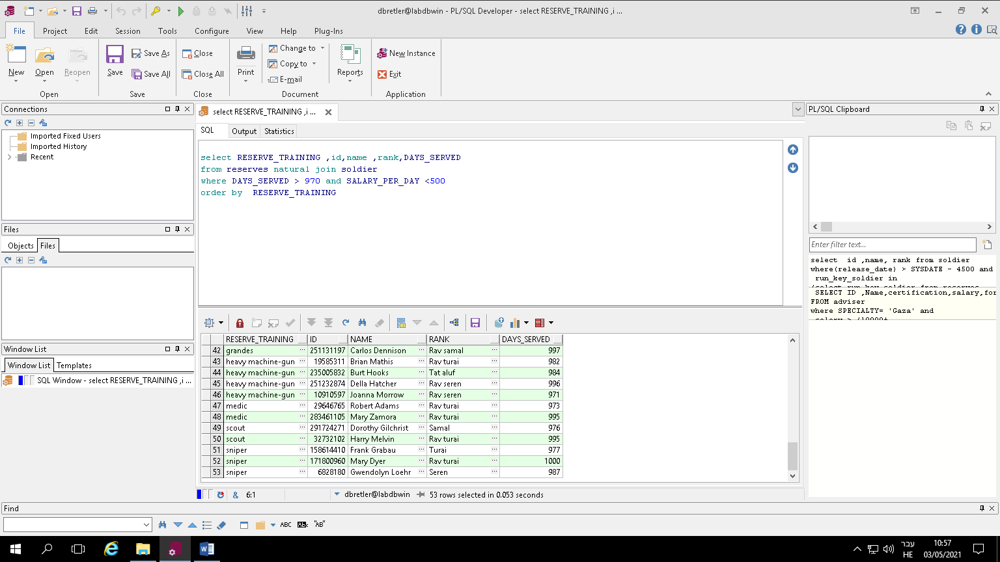 dbretler@labdbwin - PL/SQL Developer - select RESERVE_TRAINING ,i ...
File Project Edit Session Tools Configure View Help Plug-Ins
New Open Reopen Save Save As Save All Close Close All Print Change to Copy to E-mail Reports New Instance Exit
Open Save Close Document Application
Connections
Imported Fixed Users
Imported History
Recent
Files
Objects Files
Window List
Window List Templates
SQL Window - select RESERVE_TRAINING ,i ...
select RESERVE_TRAINING ,i ...
SQL Output Statistics
select RESERVE_TRAINING ,id,name ,rank,DAYS_SERVED
from reserves natural join soldier
where DAYS_SERVED > 970 and SALARY_PER_DAY <500
order by  RESERVE_TRAINING
RESERVE_TRAINING ID NAME RANK DAYS_SERVED
42 grandes ... 251131197 Carlos Dennison ... Rav samal ... 997
43 heavy machine-gun ... 19585311 Brian Mathis ... Rav turai ... 982
44 heavy machine-gun ... 235005832 Burt Hooks ... Tat aluf ... 984
45 heavy machine-gun ... 251232874 Della Hatcher ... Rav seren ... 996
46 heavy machine-gun ... 10910597 Joanna Morrow ... Rav seren ... 971
47 medic ... 29646765 Robert Adams ... Rav turai ... 973
48 medic ... 283461105 Mary Zamora ... Rav turai ... 995
49 scout ... 291724271 Dorothy Gilchrist ... Samal ... 976
50 scout ... 32732102 Harry Melvin ... Rav turai ... 995
51 sniper ... 158614410 Frank Grabau ... Turai ... 977
52 sniper ... 171800960 Mary Dyer ... Rav turai ... 1000
53 sniper ... 6828180 Gwendolyn Loehr ... Seren ... 987
& 6:1 dbretler@labdbwin 53 rows selected in 0.053 seconds
PL/SQL Clipboard
Enter filter text...
select  id ,name, rank from soldier
where(release_date) > SYSDATE - 4500 and
run_key_soldier in
(select run_key_soldier from reserves
SELECT ID ,Name,certification,salary,for
FROM adviser
where SPECIALTY= 'Gaza' and
salary > (10000+
Find
ABC AB: "AB"
עבר
HE
10:57
03/05/2021